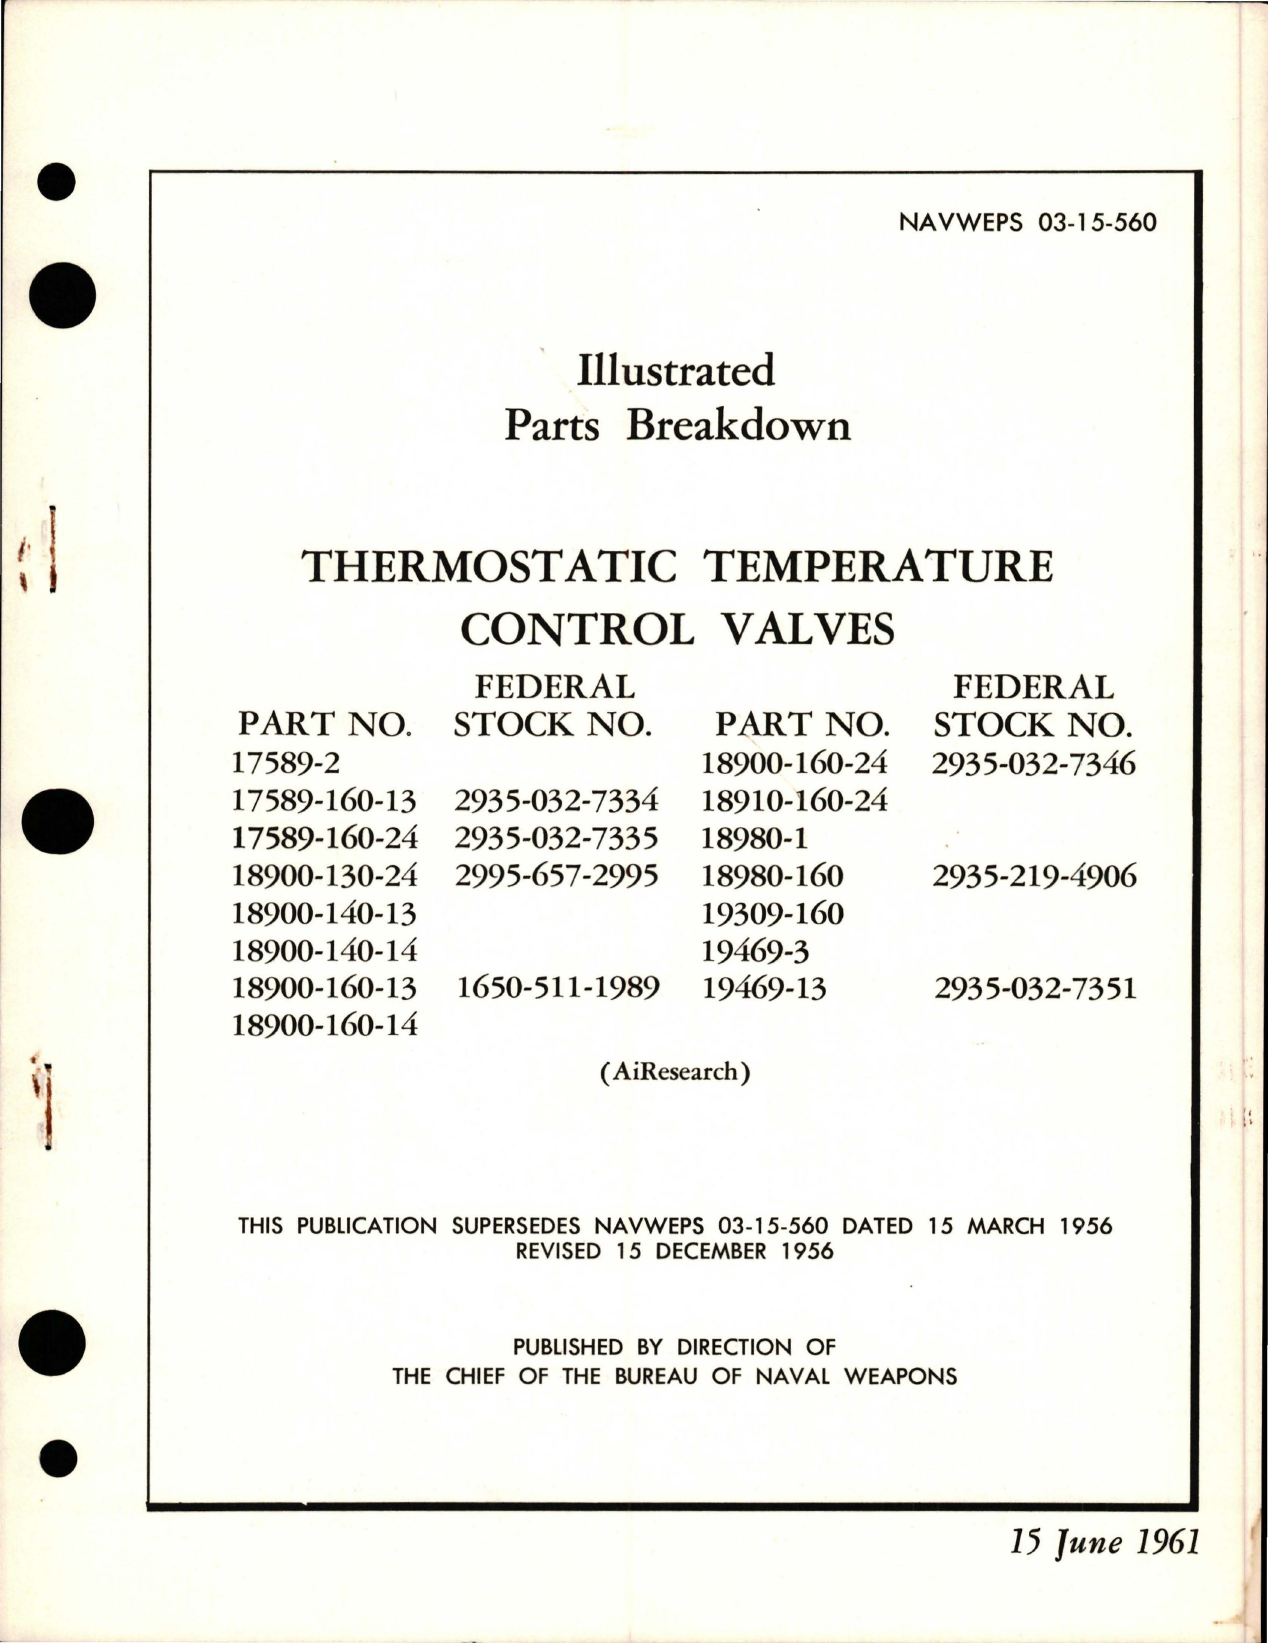 NAVWEPS 03-15-560
Illustrated
Parts Breakdown
THERMOSTATIC TEMPERATURE
CONTROL VALVES
FEDERAL FEDERAL
PART NO. STOCK NO. PART NO. STOCK NO.
17589-2 18900-160-24 2935-032-7346
17589-160-13 2935-032-7334 18910-160-24
17589-160-24 2935-032-7335 18980-1
18900-130-24 2995-657-2995 18980-160 2935-219-4906
18900-140-13 19309-160
18900-140-14 19469-3
18900-160-13 1650-511-1989 19469-13 2935-032-7351
18900-160-14
(AiResearch)
THIS PUBLICATION SUPERSEDES NAVWEPS 03-15-560 DATED 15 MARCH 1956
REVISED 15 DECEMBER 1956
PUBLISHED BY DIRECTION OF
THE CHIEF OF THE BUREAU OF NAVAL WEAPONS
15 June 1961